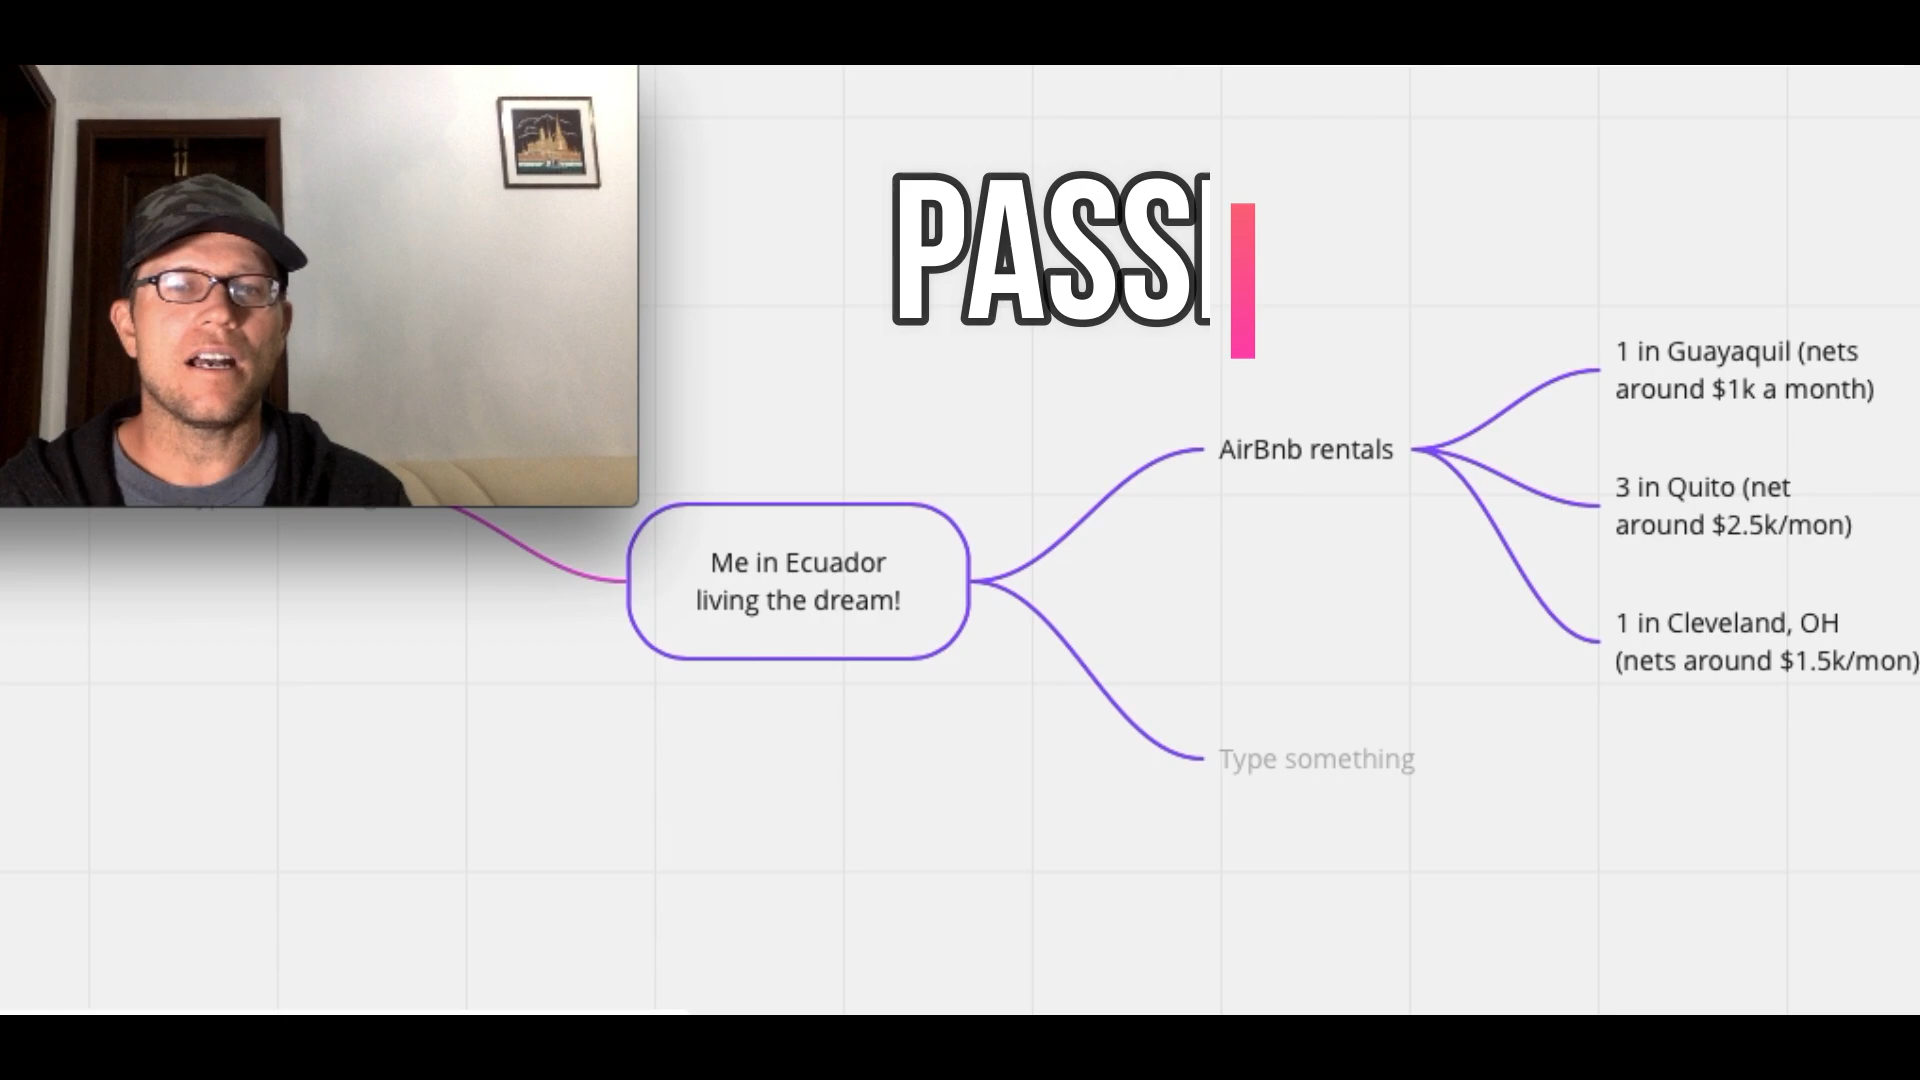 PASSI
1 in Guayaquil (nets
around $1k a month)
AirBnb rentals
3 in Quito (net
around $2.5k/mon)
Me in Ecuador
living the dream!
1 in Cleveland, OH
(nets around $1.5k/mon)
Type something